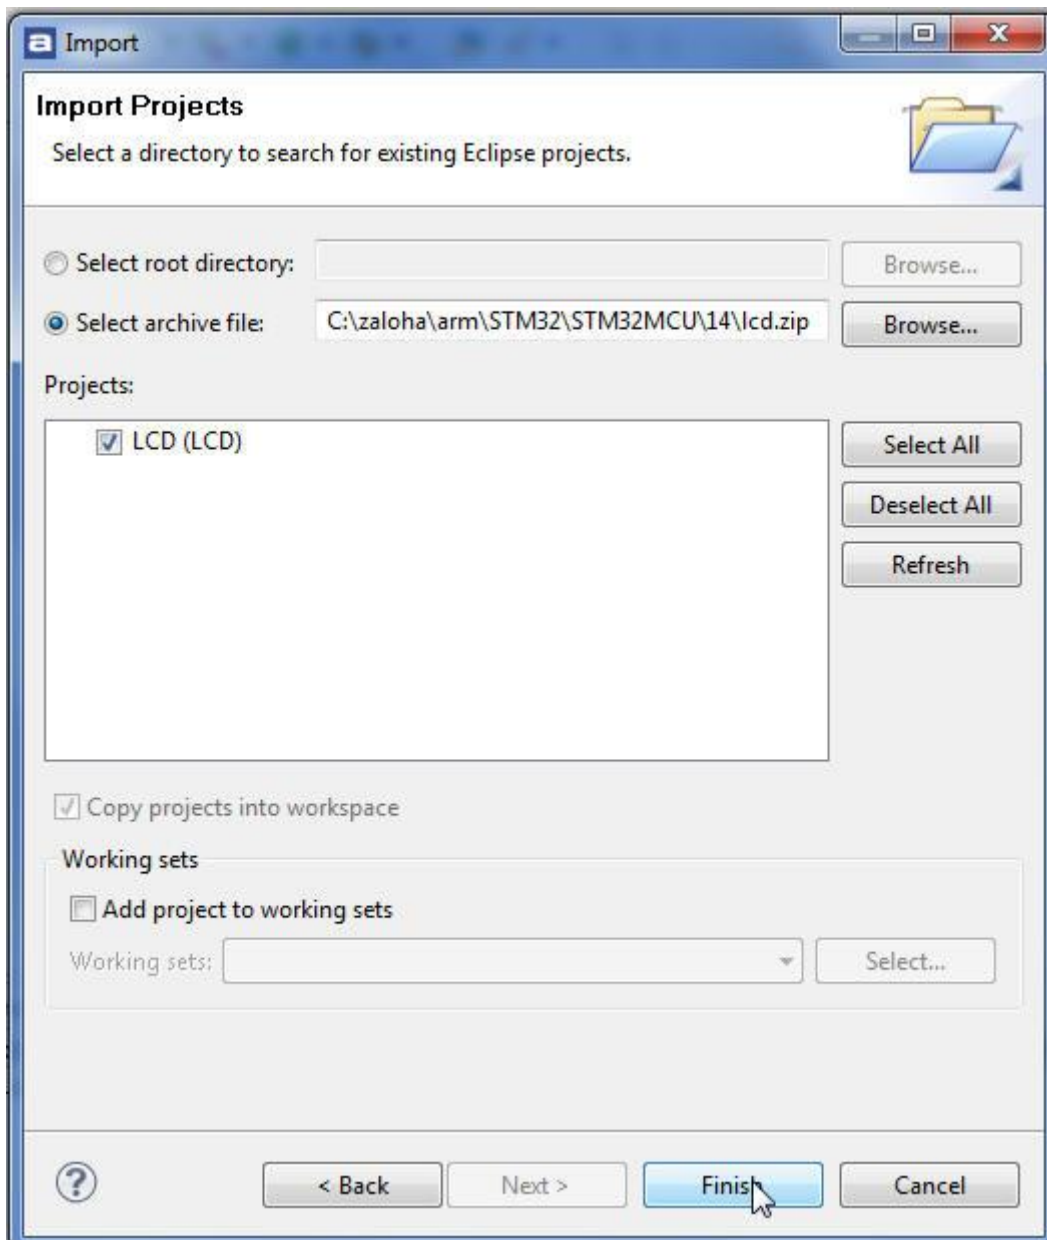 a Import
Import Projects
Select a directory to search for existing Eclipse projects.
Select root directory: Browse...
Select archive file: C:\zaloha\arm\STM32\STM32MCU\14\lcd.zip Browse...
Projects:
LCD (LCD)
Select All
Deselect All
Refresh
Copy projects into workspace
Working sets
Add project to working sets
Working sets: Select...
? < Back Next > Finish Cancel